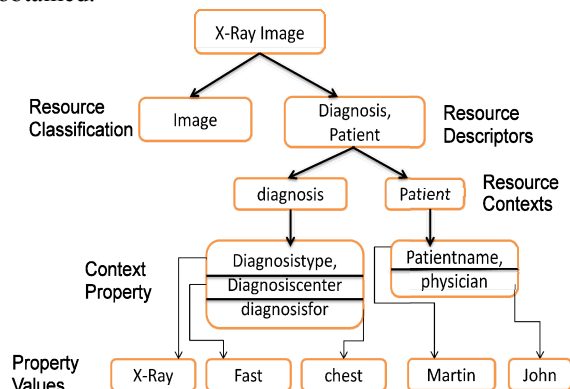 obtained.
X-Ray Image
Resource
Classification
Image
Diagnosis,
Patient
Resource
Descriptors
diagnosis
Patient
Resource
Contexts
Context
Property
Diagnosistype,
Diagnosiscenter
diagnosisfor
Patientname,
physician
Property
Values
X-Ray
Fast
chest
Martin
John